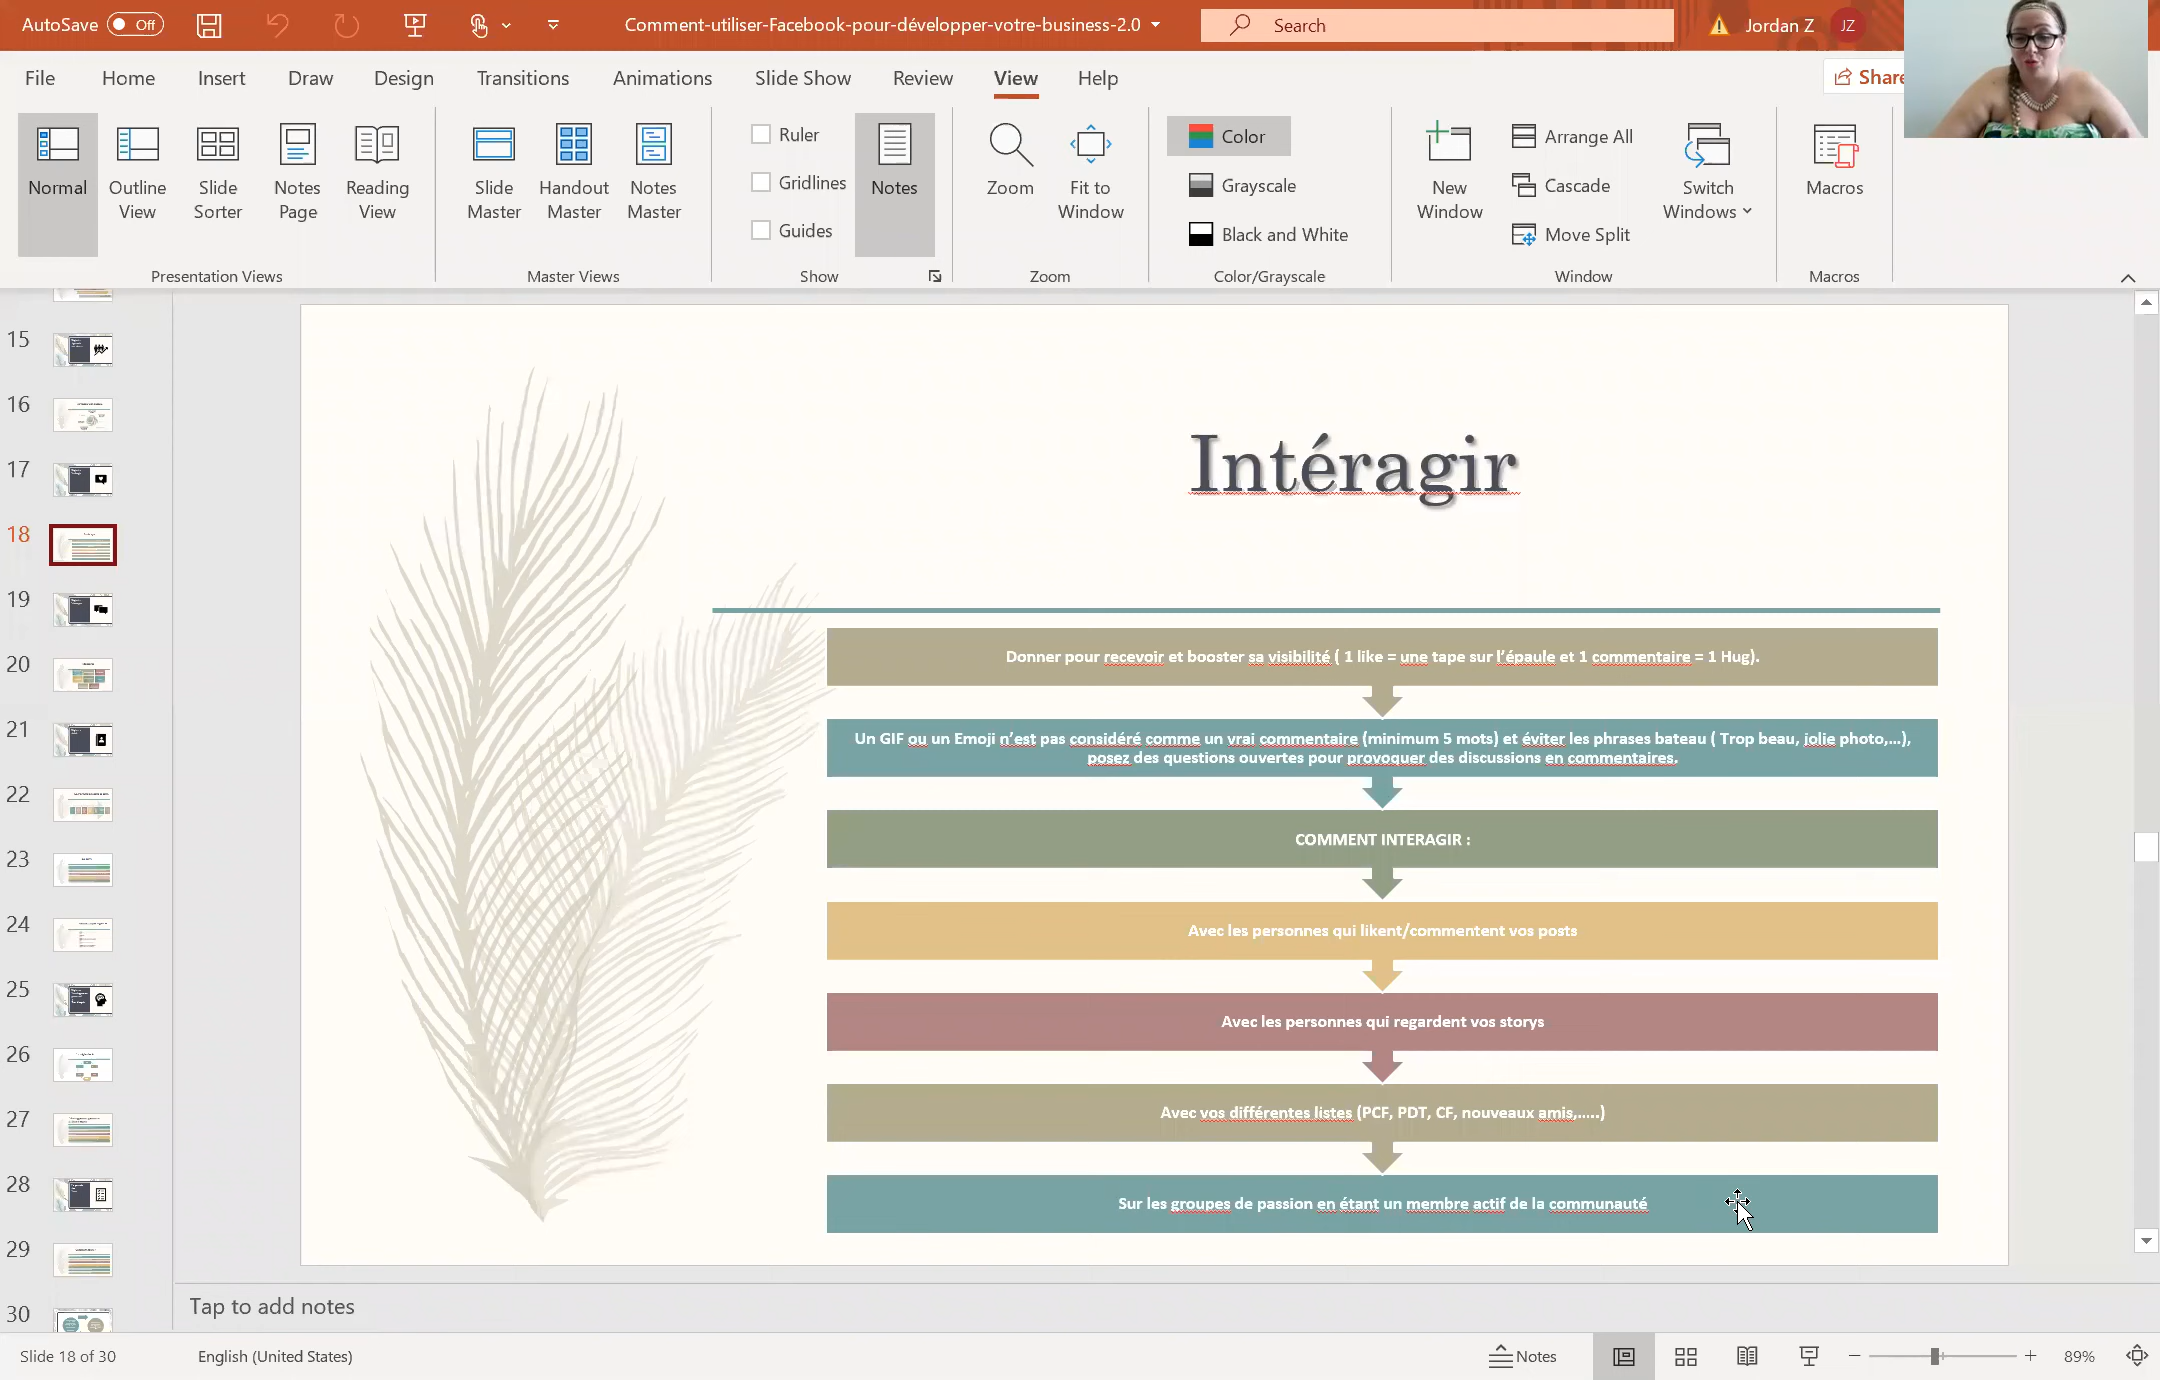 AutoSave Off
Comment-utiliser-Facebook-pour-développer-votre-business-2.0
Search
Jordan Z
JZ
File Home Insert Draw Design Transitions Animations Slide Show Review View Help
Share
Normal
Outline View
Slide Sorter
Notes Page
Reading View
Presentation Views
Slide Master
Handout Master
Notes Master
Master Views
Ruler
Gridlines
Guides
Notes
Show
Zoom
Fit to Window
Zoom
Color
Grayscale
Black and White
Color/Grayscale
New Window
Arrange All
Cascade
Move Split
Switch Windows
Window
Macros
Macros
15
16
17
18
19
20
21
22
23
24
25
26
27
28
29
30
Intéragir
Donner pour recevoir et booster sa visibilité ( 1 like = une tape sur l'épaule et 1 commentaire = 1 Hug).
Un GIF ou un Emoji n'est pas considéré comme un vrai commentaire (minimum 5 mots) et éviter les phrases bateau ( Trop beau, jolie photo,...),
posez des questions ouvertes pour provoquer des discussions en commentaires.
COMMENT INTERAGIR :
Avec les personnes qui likent/commentent vos posts
Avec les personnes qui regardent vos storys
Avec vos différentes listes (PCF, PDT, CF, nouveaux amis,.....)
Sur les groupes de passion en étant un membre actif de la communauté
Tap to add notes
Slide 18 of 30
English (United States)
Notes
89%